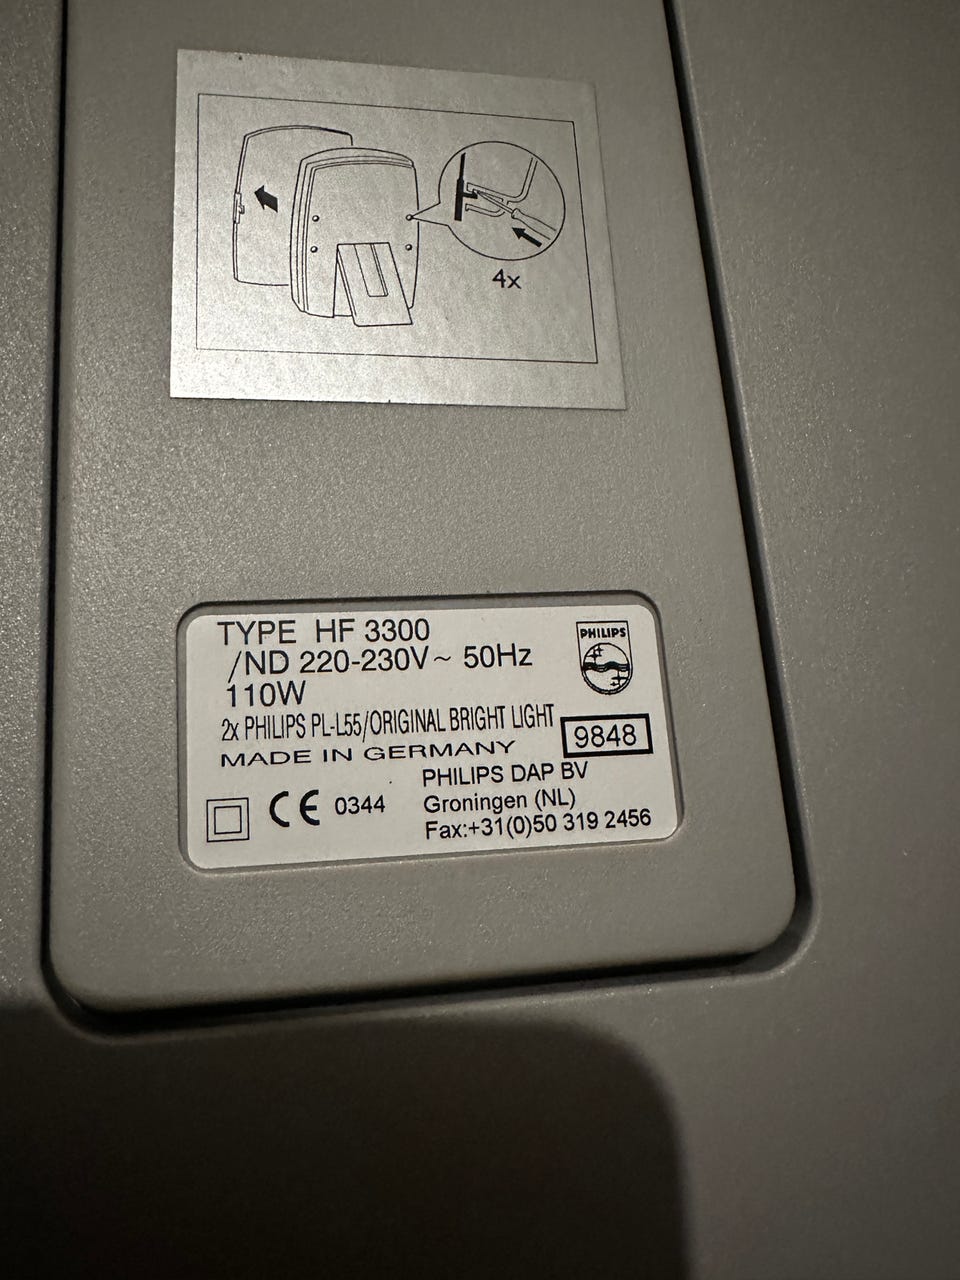 4x
TYPE HF 3300
/ND 220-230V~ 50Hz
110W
2x PHILIPS PL-L55/ORIGINAL BRIGHT LIGHT
MADE IN GERMANY
PHILIPS
9848
CE 0344
PHILIPS DAP BV
Groningen (NL)
Fax:+31(0)50 319 2456